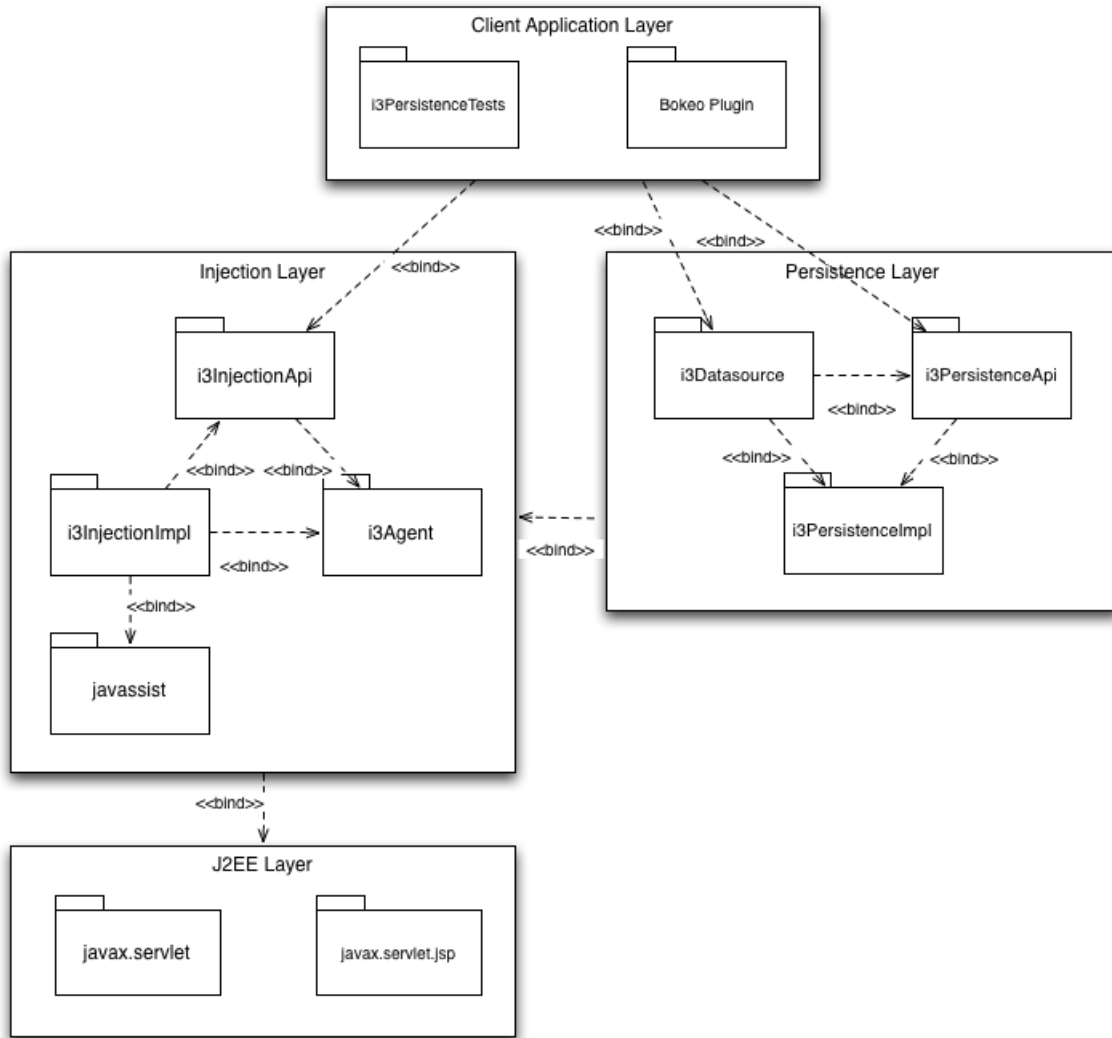 Client Application Layer
i3PersistenceTests
Bokeo Plugin
<<bind>>
<<bind>>
<<bind>>
Injection Layer
Persistence Layer
i3InjectionApi
i3Datasource
i3PersistenceApi
<<bind>>
<<bind>>
<<bind>>
<<bind>>
<<bind>>
i3InjectionImpl
i3Agent
i3PersistenceImpl
<<bind>>
<<bind>>
<<bind>>
javassist
<<bind>>
J2EE Layer
javax.servlet
javax.servlet.jsp